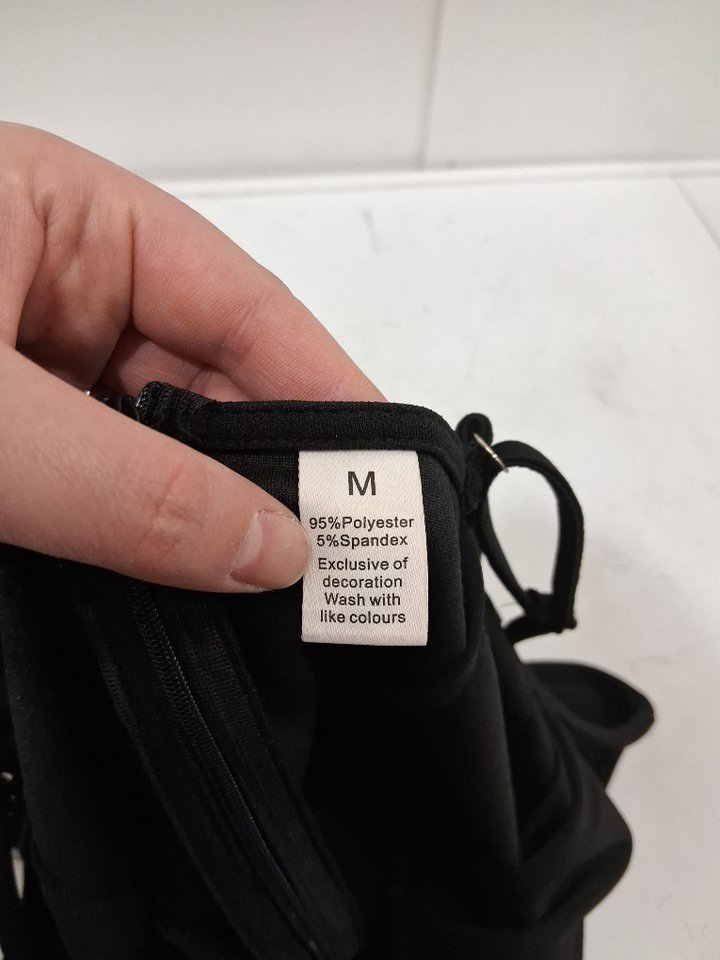 M
95%Polyester
5%Spandex
Exclusive of
decoration
Wash with
like colours